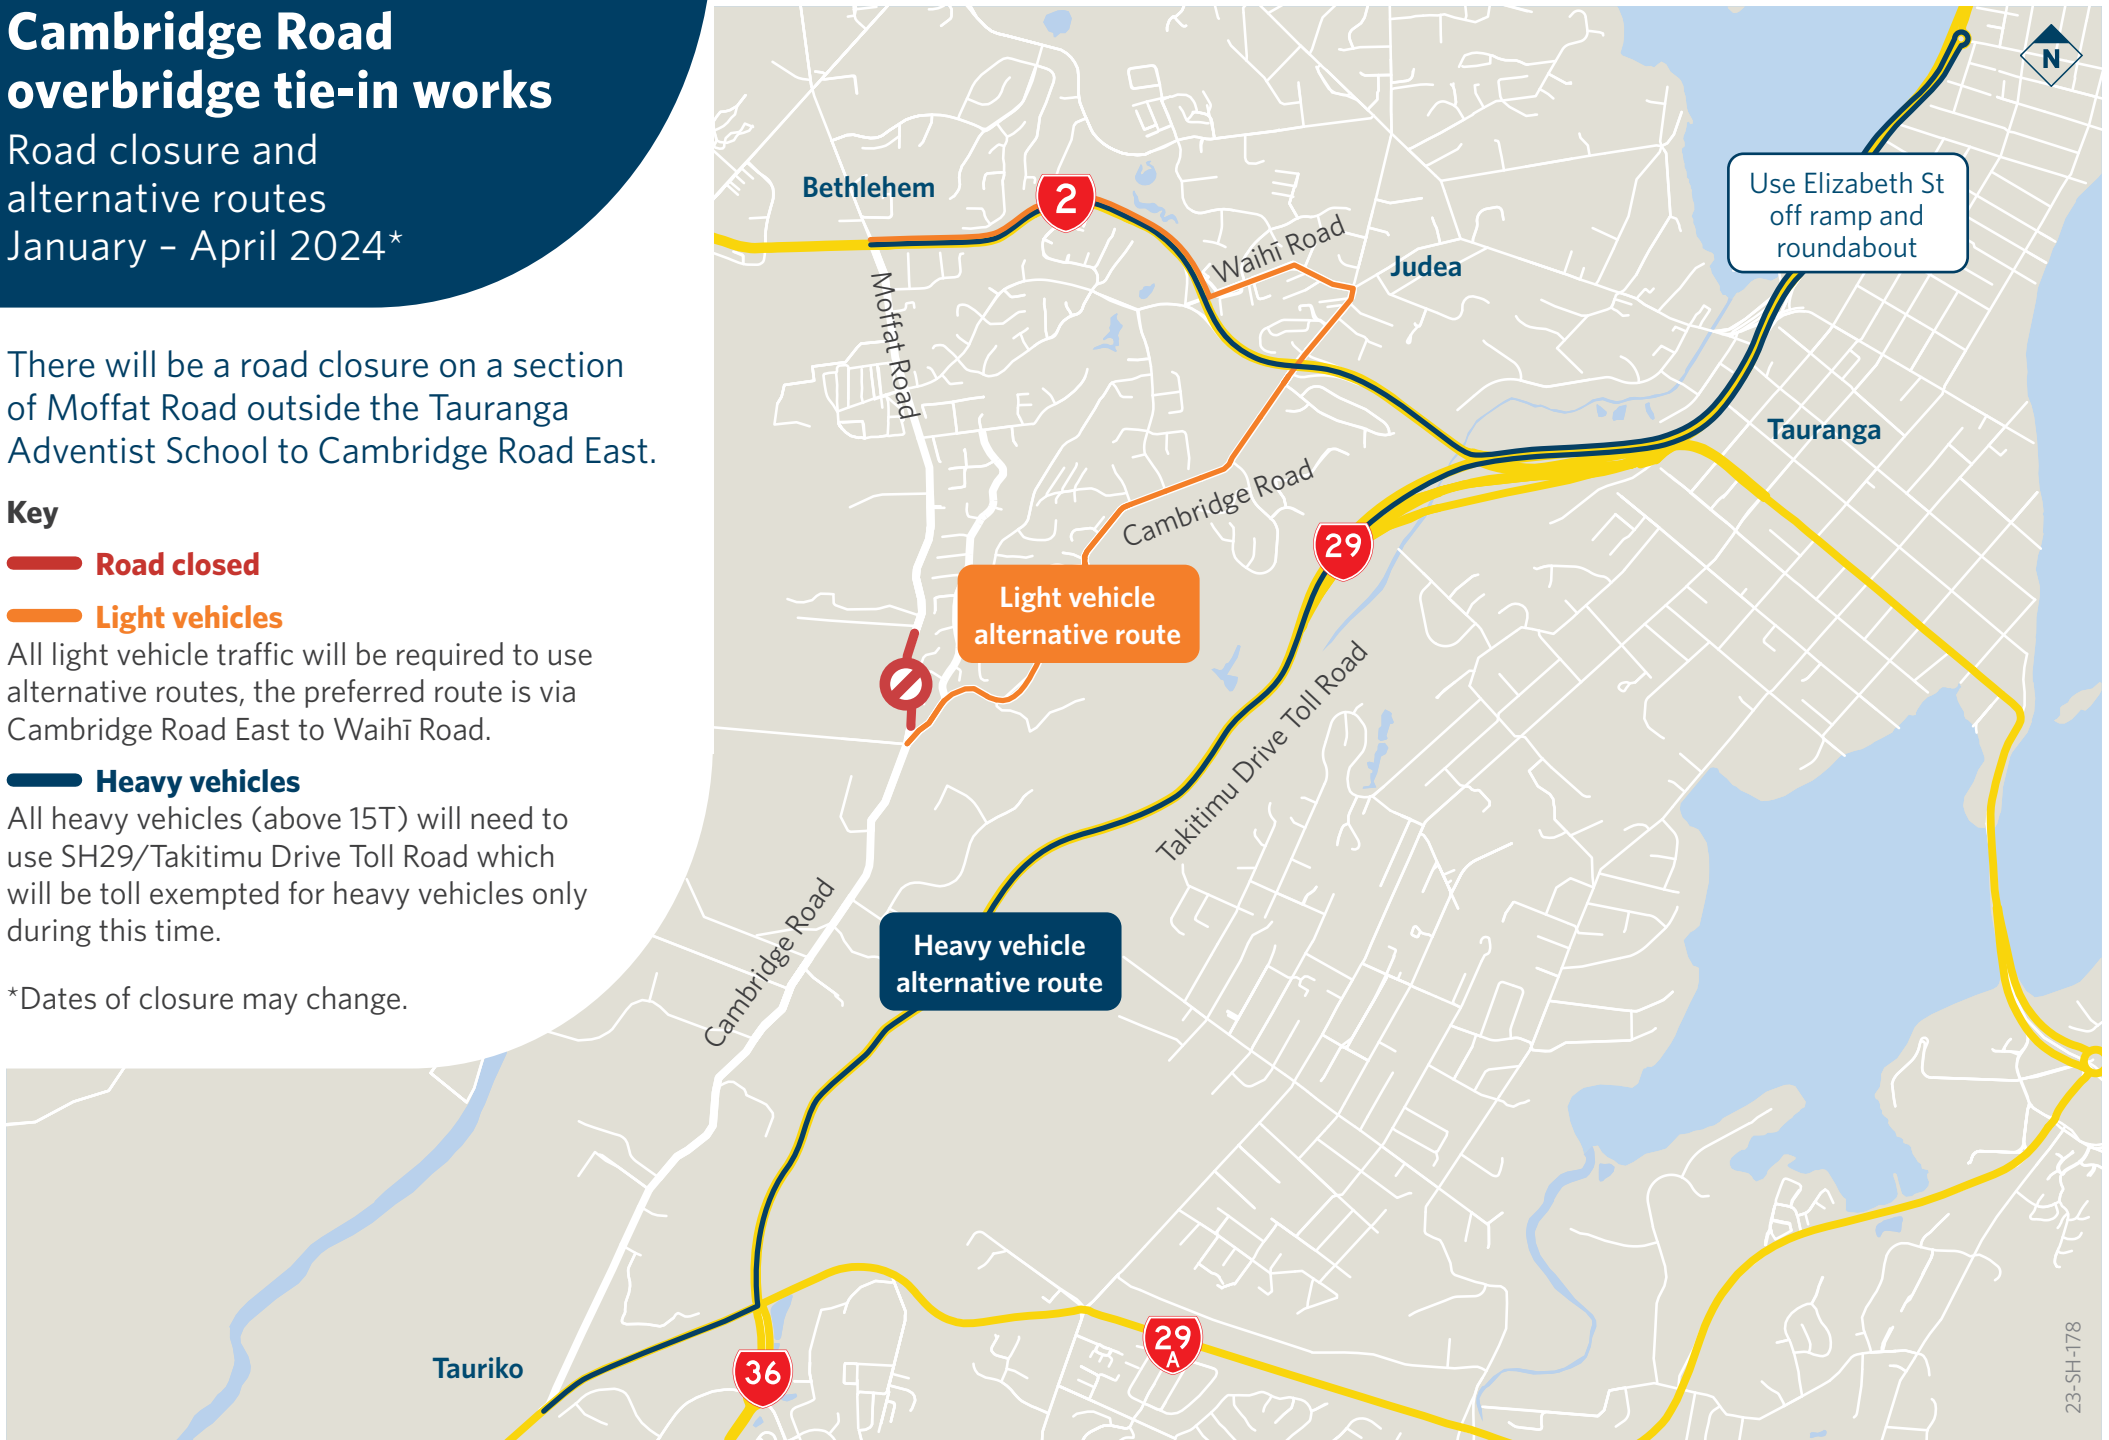 Cambridge Road
overbridge tie-in works
Road closure and
alternative routes
January – April 2024*
There will be a road closure on a section
of Moffat Road outside the Tauranga
Adventist School to Cambridge Road East.
Key
Road closed
Light vehicles
All light vehicle traffic will be required to use
alternative routes, the preferred route is via
Cambridge Road East to Waihī Road.
Heavy vehicles
All heavy vehicles (above 15T) will need to
use SH29/Takitimu Drive Toll Road which
will be toll exempted for heavy vehicles only
during this time.
*Dates of closure may change.
N
Bethlehem
2
Waihī Road
Judea
Use Elizabeth St
off ramp and
roundabout
Moffat Road
Tauranga
Cambridge Road
29
Light vehicle
alternative route
Takitimu Drive Toll Road
Cambridge Road
Heavy vehicle
alternative route
Tauriko
36
29
A
23-SH-178